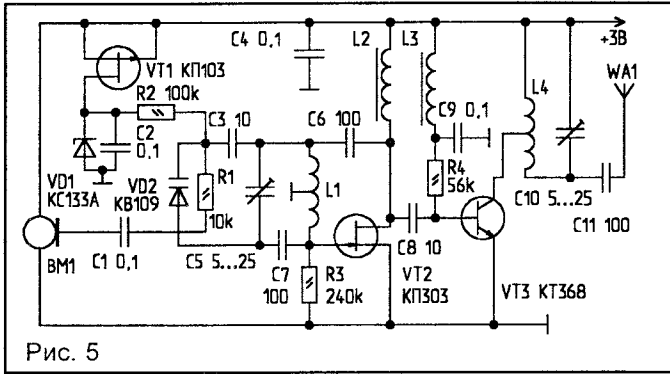 C4 0,1
L2
L3
+3В
VT1 КП103
WA1
R2 100k
L4
C3 10
C6 100
C9 0,1
C2
0,1
R4
56k
VD1
КС133А
VD2
КВ109
R1
10k
L1
C10 5...25
C11 100
BM1
C1 0,1
C5 5...25
C7
100
R3
240k
C8 10
VT2
КП303
VT3 КТ368
Рис. 5